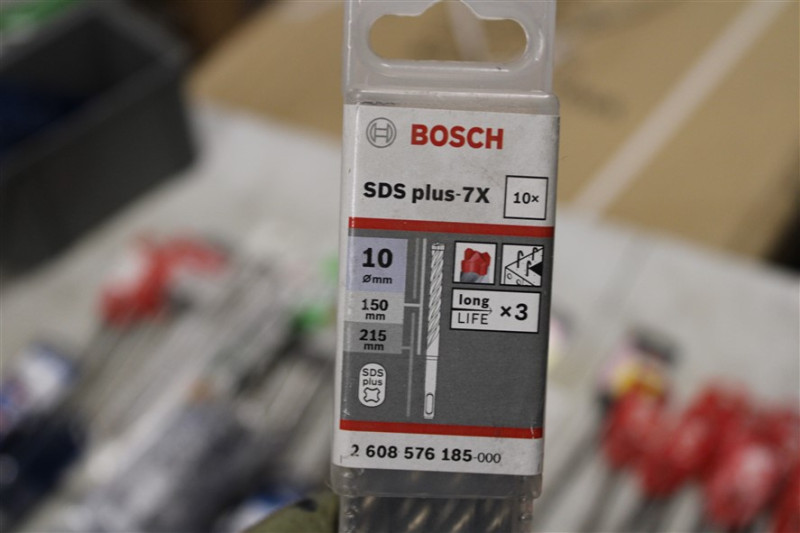 BOSCH
SDS plus-7X
10×
10
Ømm
150
mm
215
mm
long
LIFE
×3
SDS
plus
2 608 576 185-000